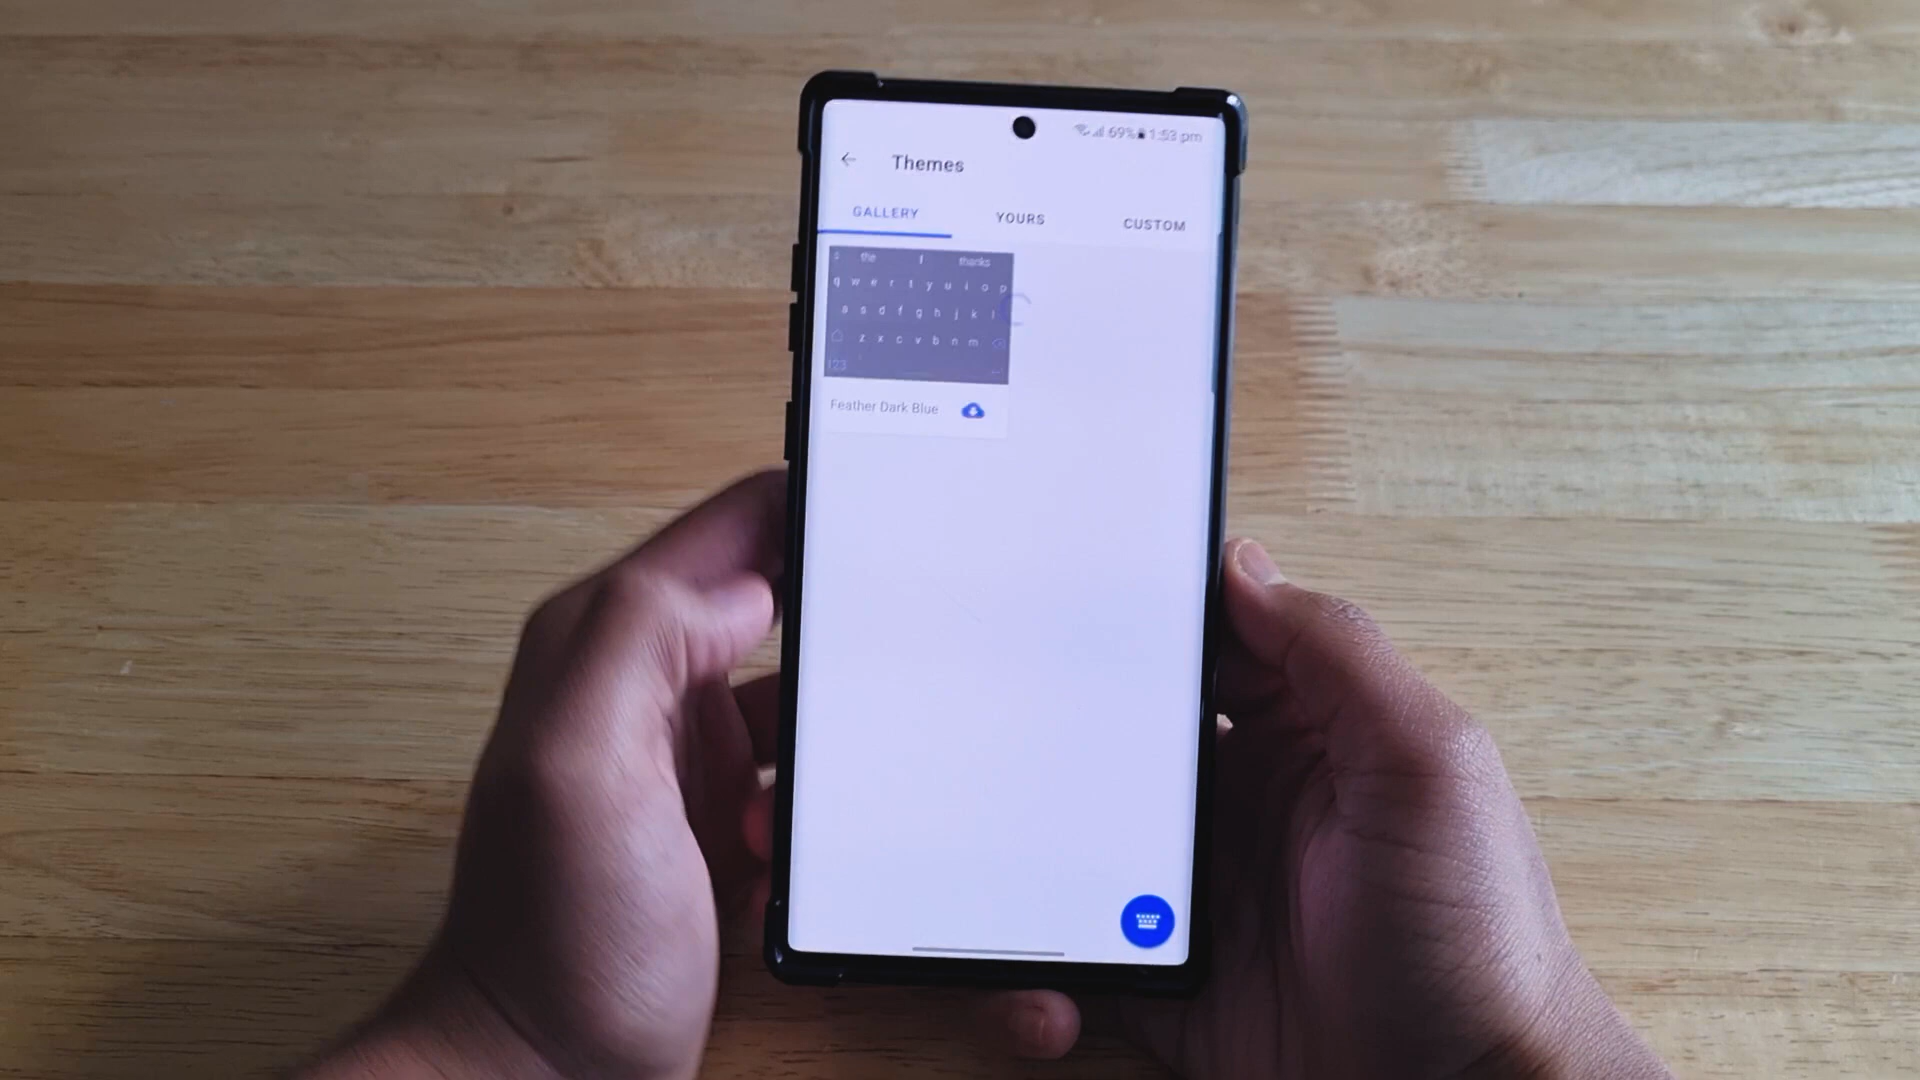 69% 1:53 pm
Themes
GALLERY YOURS CUSTOM
the f thanks
q w e r t y u i o p
a s d f g h j k l
z x c v b n m
123
Feather Dark Blue